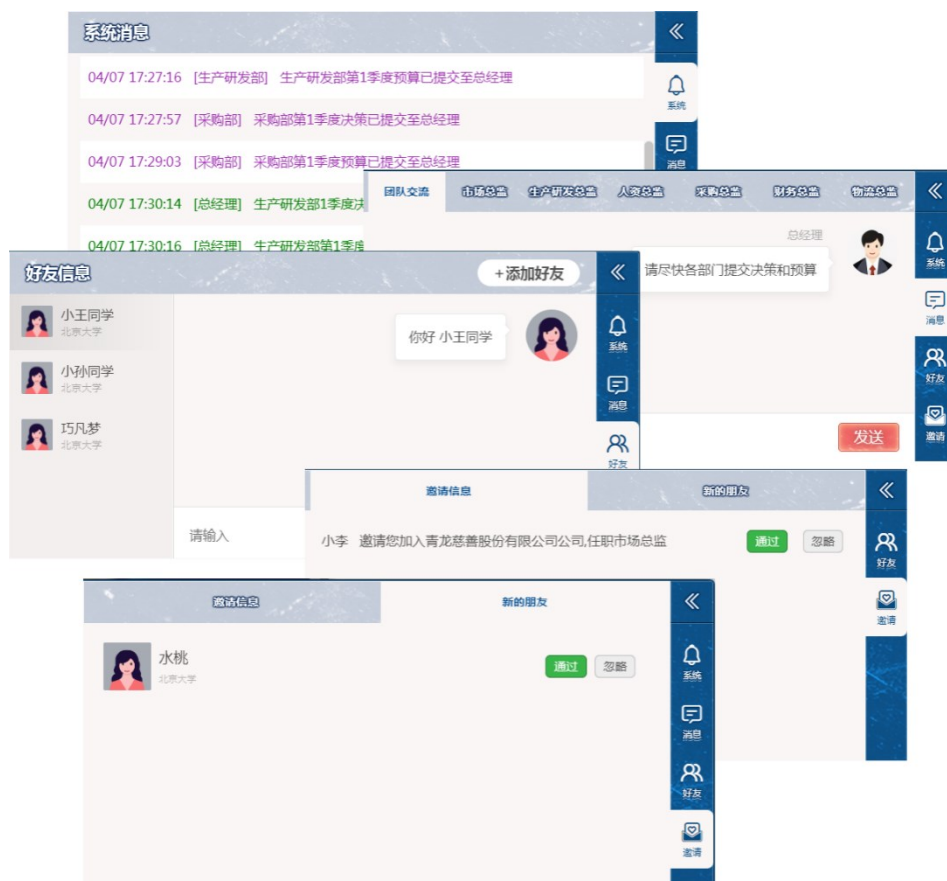 系统消息
04/07 17:27:16 [生产研发部] 生产研发部第1季度预算已提交至总经理
系统
04/07 17:27:57 [采购部] 采购部第1季度决策已提交至总经理
04/07 17:29:03 [采购部] 采购部第1季度预算已提交至总经理
消息
04/07 17:30:14 [总经理] 生产研发部1季度决
04/07 17:30:16 [总经理] 生产研发部第1季度
团队交流 市场总监 生产研发总监 人资总监 采购总监 财务总监 物流总监
总经理
请尽快各部门提交决策和预算
系统
消息
好友
邀请
发送
好友信息
+添加好友
小王同学
北京大学
小孙同学
北京大学
巧凡梦
北京大学
你好 小王同学
系统
消息
好友
请输入
邀请信息 新的朋友
小李 邀请您加入青龙慈善股份有限公司公司,任职市场总监
通过 忽略
好友
邀请
邀请信息 新的朋友
水桃
北京大学
通过 忽略
系统
消息
好友
邀请